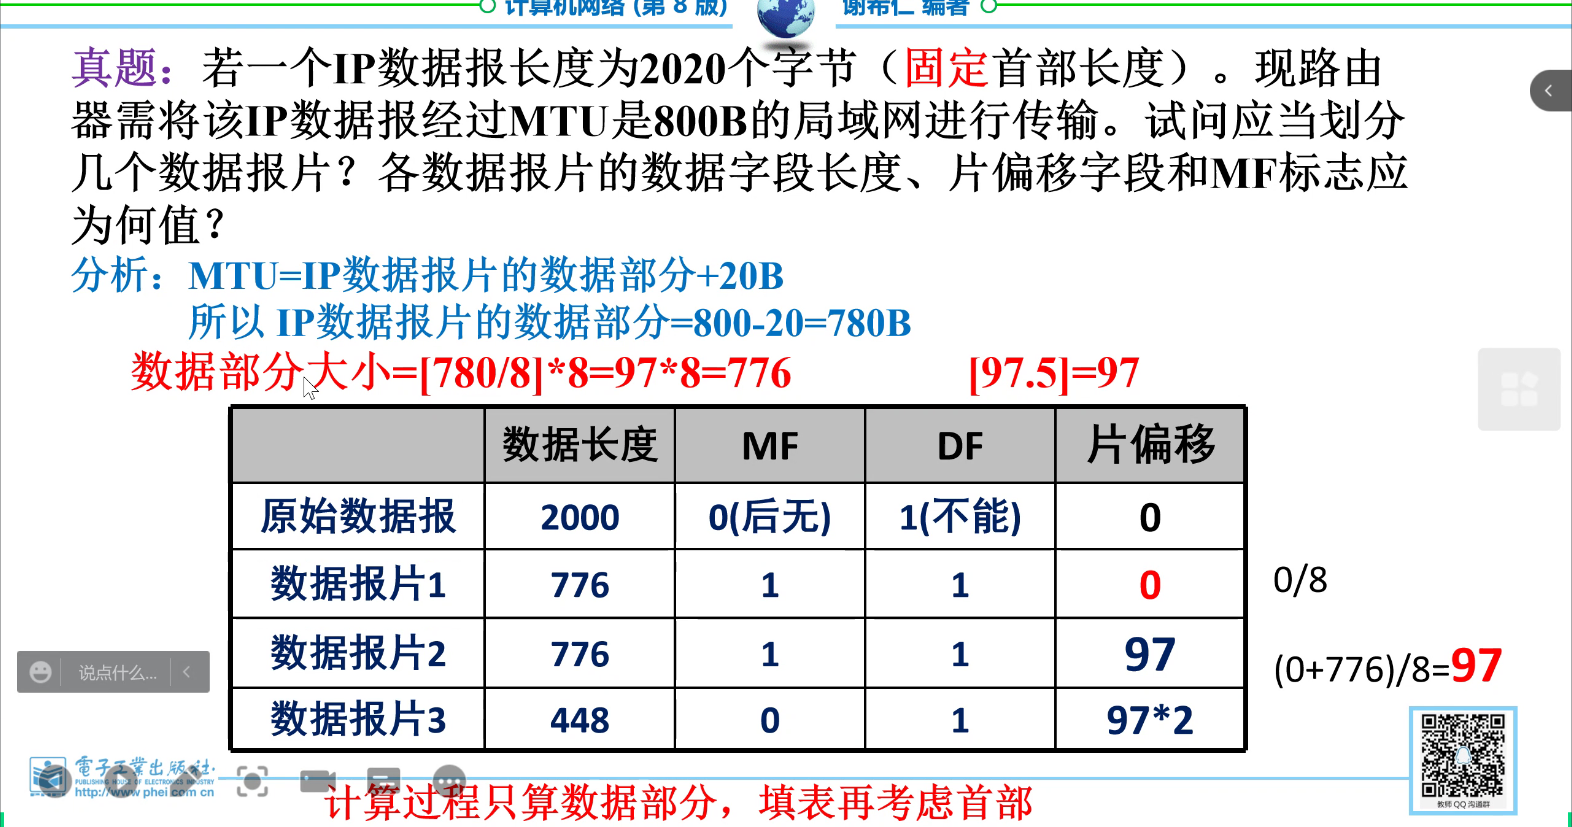 计算机网络 (第 8 版)
谢希仁 编著
真题：若一个IP数据报长度为2020个字节（固定首部长度）。现路由
器需将该IP数据报经过MTU是800B的局域网进行传输。试问应当划分
几个数据报片？各数据报片的数据字段长度、片偏移字段和MF标志应
为何值？
分析：MTU=IP数据报片的数据部分+20B
所以 IP数据报片的数据部分=800-20=780B
数据部分大小=[780/8]*8=97*8=776 [97.5]=97
数据长度 MF DF 片偏移
原始数据报 2000 0(后无) 1(不能) 0
数据报片1 776 1 1 0
0/8
数据报片2 776 1 1 97
(0+776)/8=97
数据报片3 448 0 1 97*2
说点什么...
電子工業出版社·
PUBLISHING HOUSE OF ELECTRONICS INDUSTRY
http://www.phei.com.cn
计算过程只算数据部分，填表再考虑首部
教师 QQ 沟通群